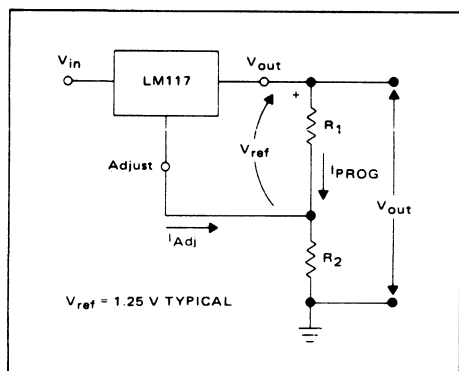 Vin
LM117
Vout
+
R1
Vref
IPROG
Adjust
Vout
IAdj
R2
Vref = 1.25 V TYPICAL